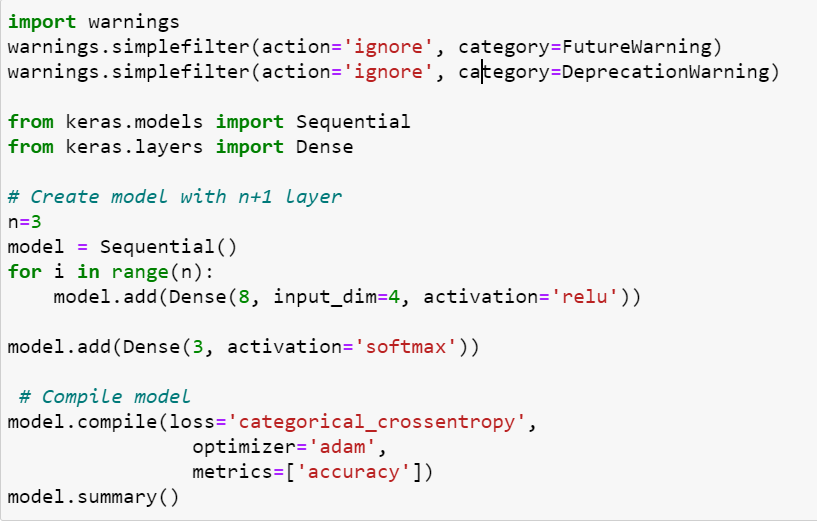 import warnings
warnings.simplefilter(action='ignore', category=FutureWarning)
warnings.simplefilter(action='ignore', category=DeprecationWarning)

from keras.models import Sequential
from keras.layers import Dense

# Create model with n+1 layer
n=3
model = Sequential()
for i in range(n):
    model.add(Dense(8, input_dim=4, activation='relu'))

model.add(Dense(3, activation='softmax'))

 # Compile model
model.compile(loss='categorical_crossentropy',
                optimizer='adam',
                metrics=['accuracy'])
model.summary()